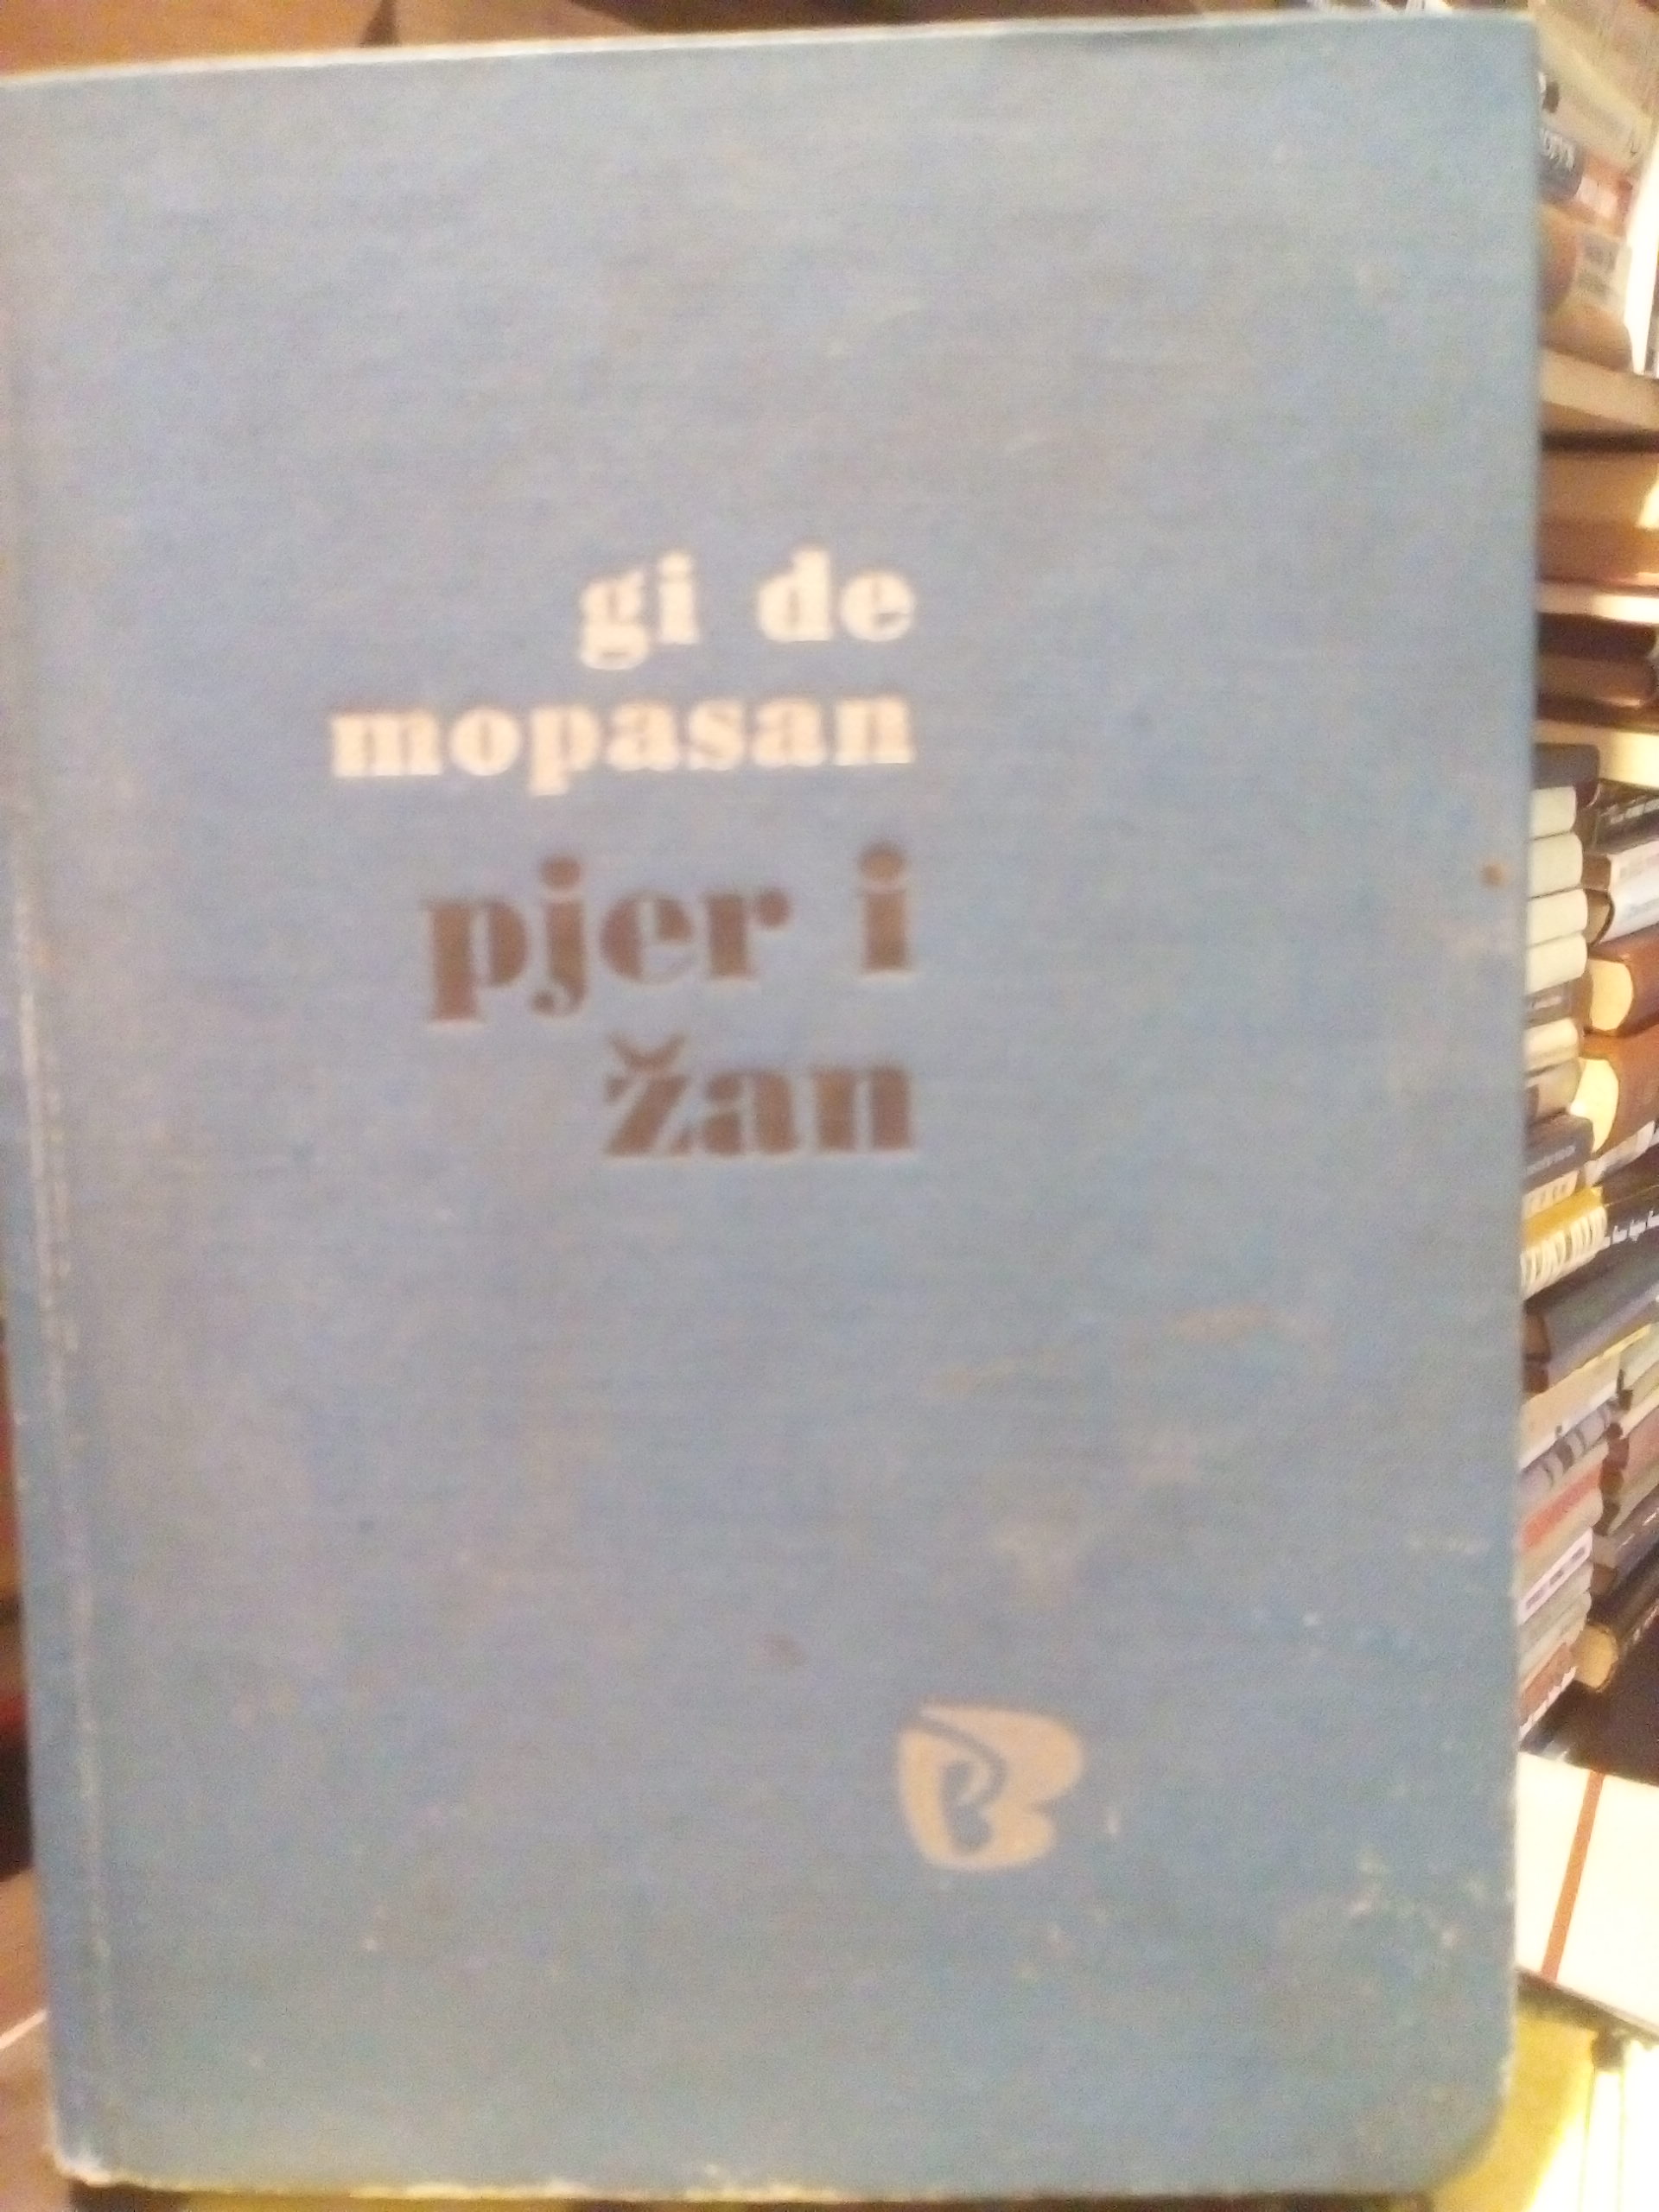 gi de
mopasan
pjer i
žan